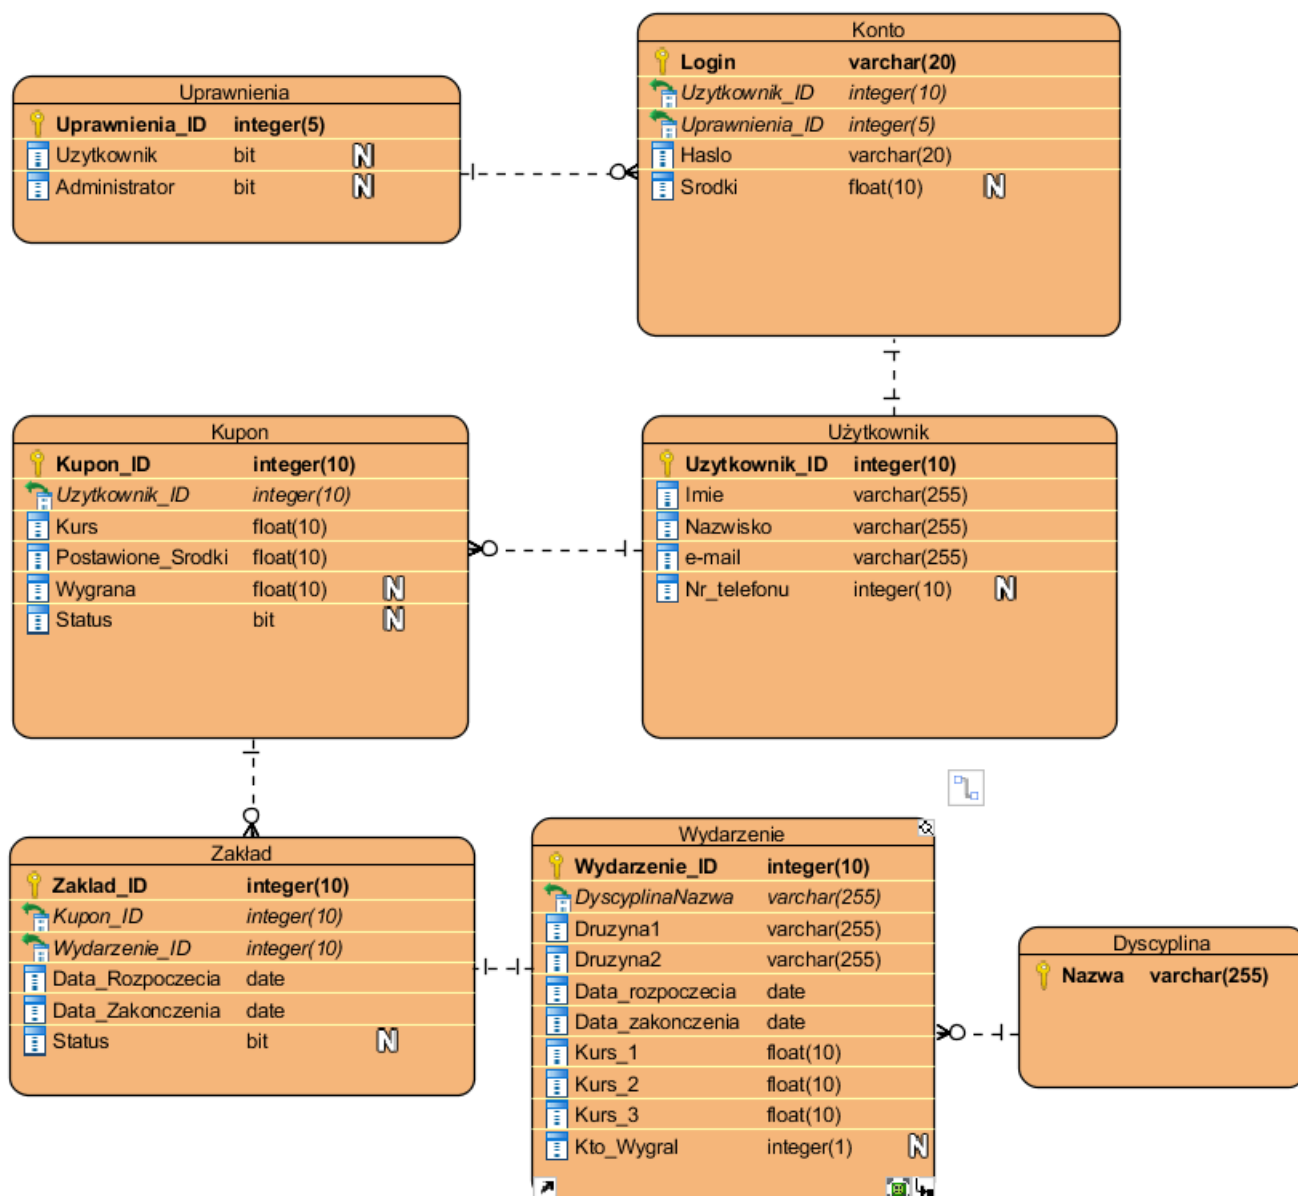 Konto
Login varchar(20)
Uzytkownik_ID integer(10)
Uprawnienia_ID integer(5)
Haslo varchar(20)
Srodki float(10) N
Uprawnienia
Uprawnienia_ID integer(5)
Uzytkownik bit N
Administrator bit N
Kupon
Kupon_ID integer(10)
Uzytkownik_ID integer(10)
Kurs float(10)
Postawione_Srodki float(10)
Wygrana float(10) N
Status bit N
Użytkownik
Uzytkownik_ID integer(10)
Imie varchar(255)
Nazwisko varchar(255)
e-mail varchar(255)
Nr_telefonu integer(10) N
Zakład
Zaklad_ID integer(10)
Kupon_ID integer(10)
Wydarzenie_ID integer(10)
Data_Rozpoczecia date
Data_Zakonczenia date
Status bit N
Wydarzenie
Wydarzenie_ID integer(10)
DyscyplinaNazwa varchar(255)
Druzyna1 varchar(255)
Druzyna2 varchar(255)
Data_rozpoczecia date
Data_zakonczenia date
Kurs_1 float(10)
Kurs_2 float(10)
Kurs_3 float(10)
Kto_Wygral integer(1) N
Dyscyplina
Nazwa varchar(255)